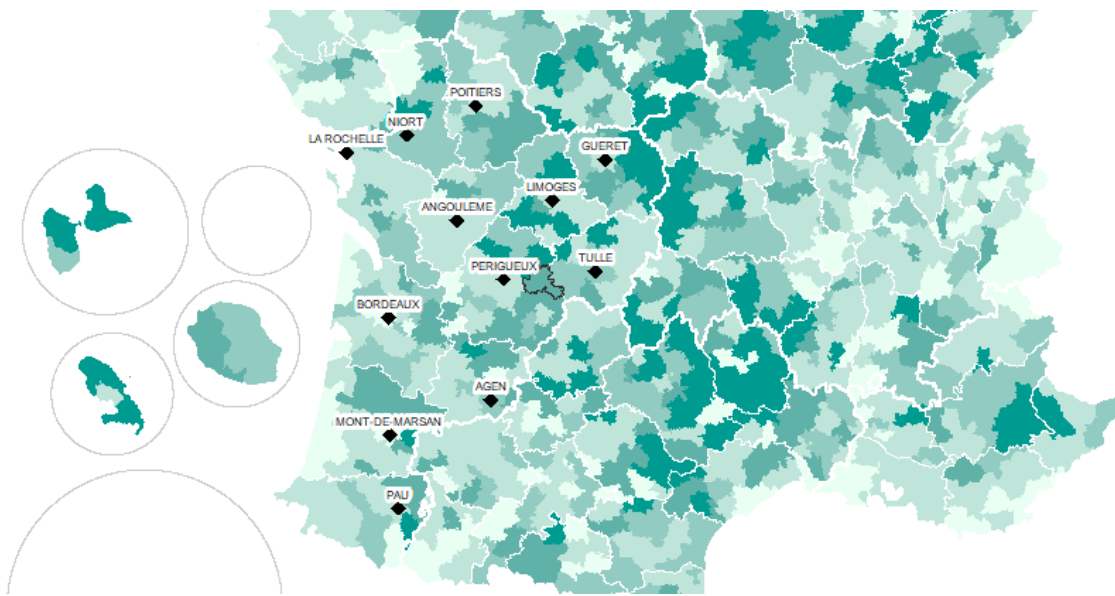 POITIERS
NIORT
LA ROCHELLE
GUERET
LIMOGES
ANGOULEME
TULLE
PERIGUEUX
BORDEAUX
AGEN
MONT-DE-MARSAN
PAU